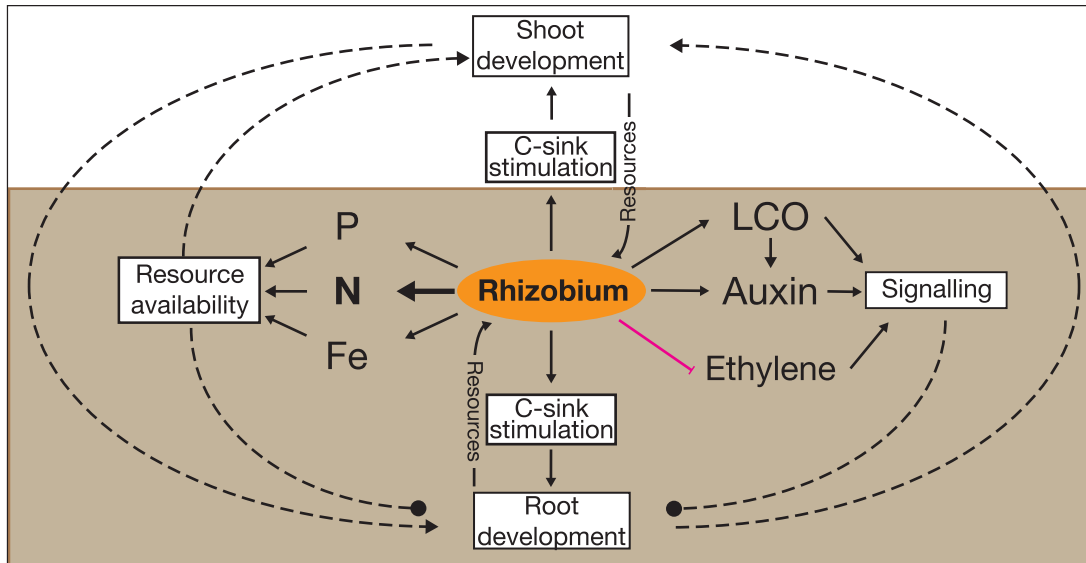 Shoot
development
C-sink
stimulation
Resources
P
N
Fe
Resource
availability
Rhizobium
LCO
Auxin
Ethylene
Signalling
Resources
C-sink
stimulation
Root
development